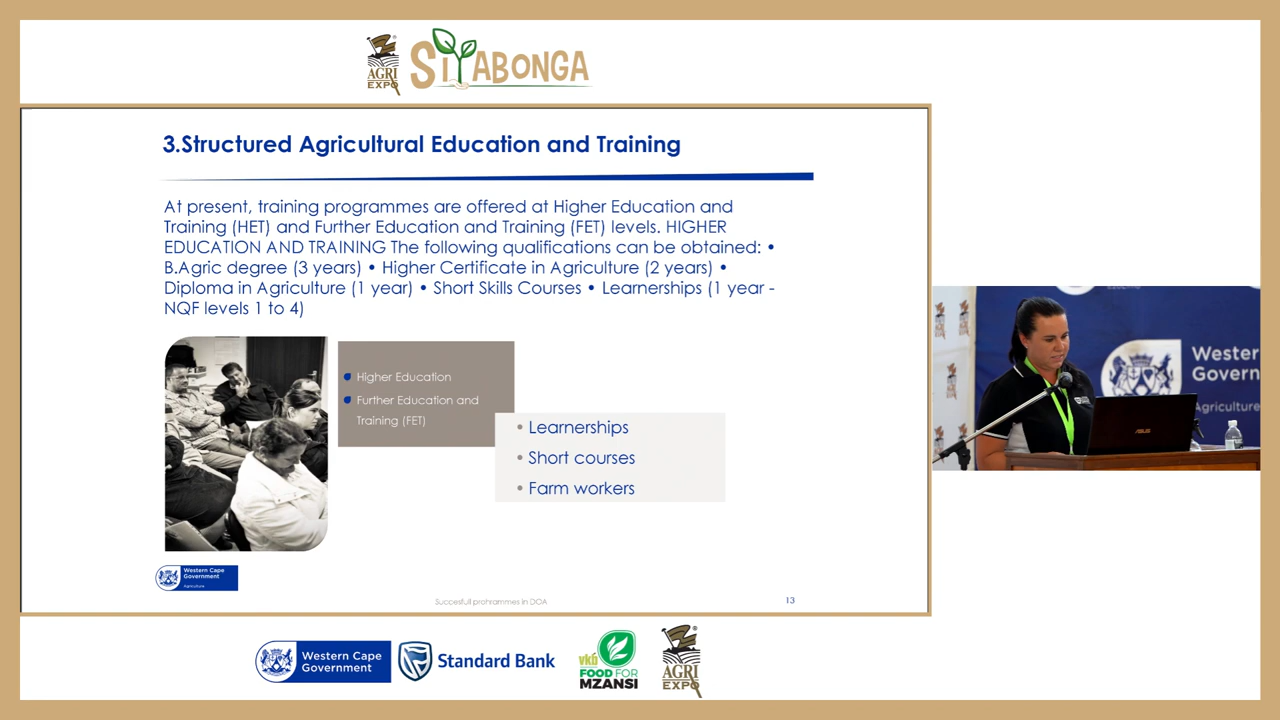 AGRI
EXPO
SIYABONGA
3.Structured Agricultural Education and Training
At present, training programmes are offered at Higher Education and
Training (HET) and Further Education and Training (FET) levels. HIGHER
EDUCATION AND TRAINING The following qualifications can be obtained: •
B.Agric degree (3 years) • Higher Certificate in Agriculture (2 years) •
Diploma in Agriculture (1 year) • Short Skills Courses • Learnerships (1 year -
NQF levels 1 to 4)
Higher Education
Further Education and
Training (FET)
• Learnerships
• Short courses
• Farm workers
Western Cape
Government
Agriculture
Succesfull prohrammes in DOA
13
Wester
Govern
Agriculture
ASUS
Western Cape
Government
Standard Bank
vkb
FOOD FOR
MZANSI
AGRI
EXPO